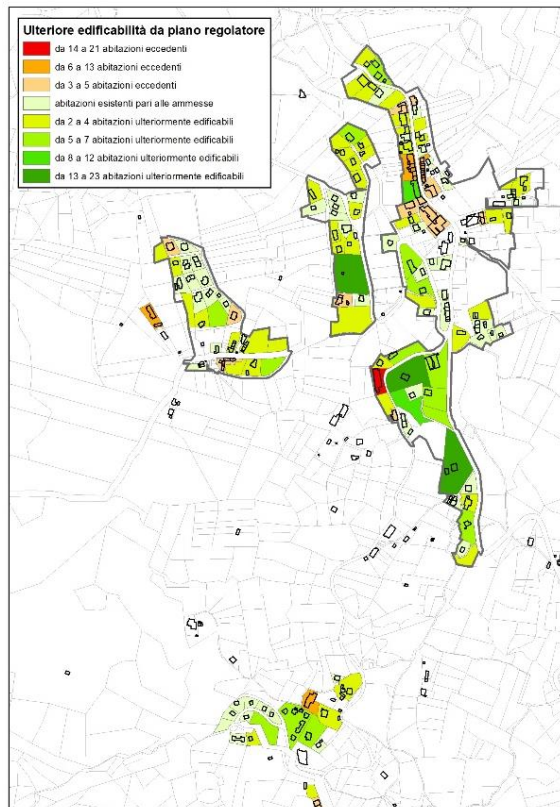 Ulteriore edificabilità da piano regolatore
da 14 a 21 abitazioni eccedenti
da 6 a 13 abitazioni eccedenti
da 3 a 5 abitazioni eccedenti
abitazioni esistenti pari alle ammesse
da 2 a 4 abitazioni ulteriormente edificabili
da 5 a 7 abitazioni ulteriormente edificabili
da 8 a 12 abitazioni ulteriormente edificabili
da 13 a 23 abitazioni ulteriormente edificabili